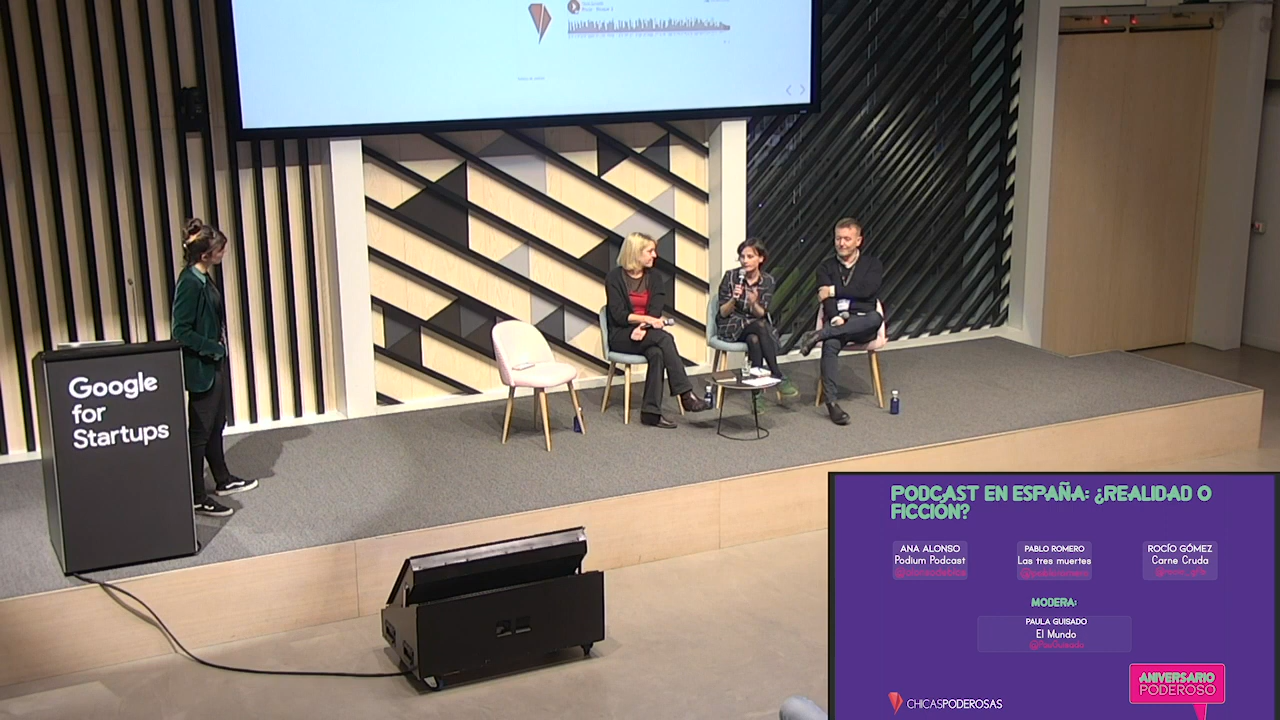 Google
for
Startups
PODCAST EN ESPAÑA: ¿REALIDAD O
FICCIÓN?
ANA ALONSO
Podium Podcast
PABLO ROMERO
Las tres muertes
ROCÍO GÓMEZ
Carne Cruda
MODERA:
PAULA GUISADO
El Mundo
@PauGuisado
ANIVERSARIO
PODEROSO
CHICASPODEROSAS